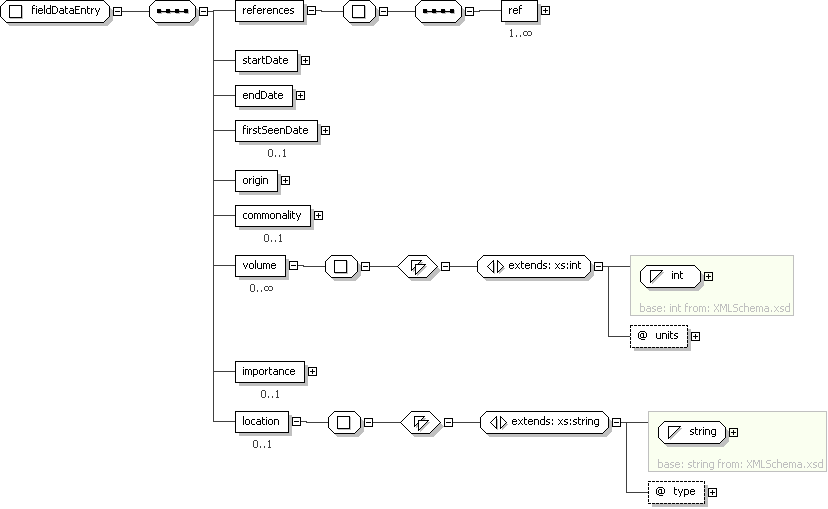 fieldDataEntry
references
ref
1..∞
startDate
endDate
firstSeenDate
0..1
origin
commonality
0..1
volume
extends: xs:int
int
0..∞
base: int from: XMLSchema.xsd
@ units
importance
0..1
location
extends: xs:string
string
0..1
base: string from: XMLSchema.xsd
@ type